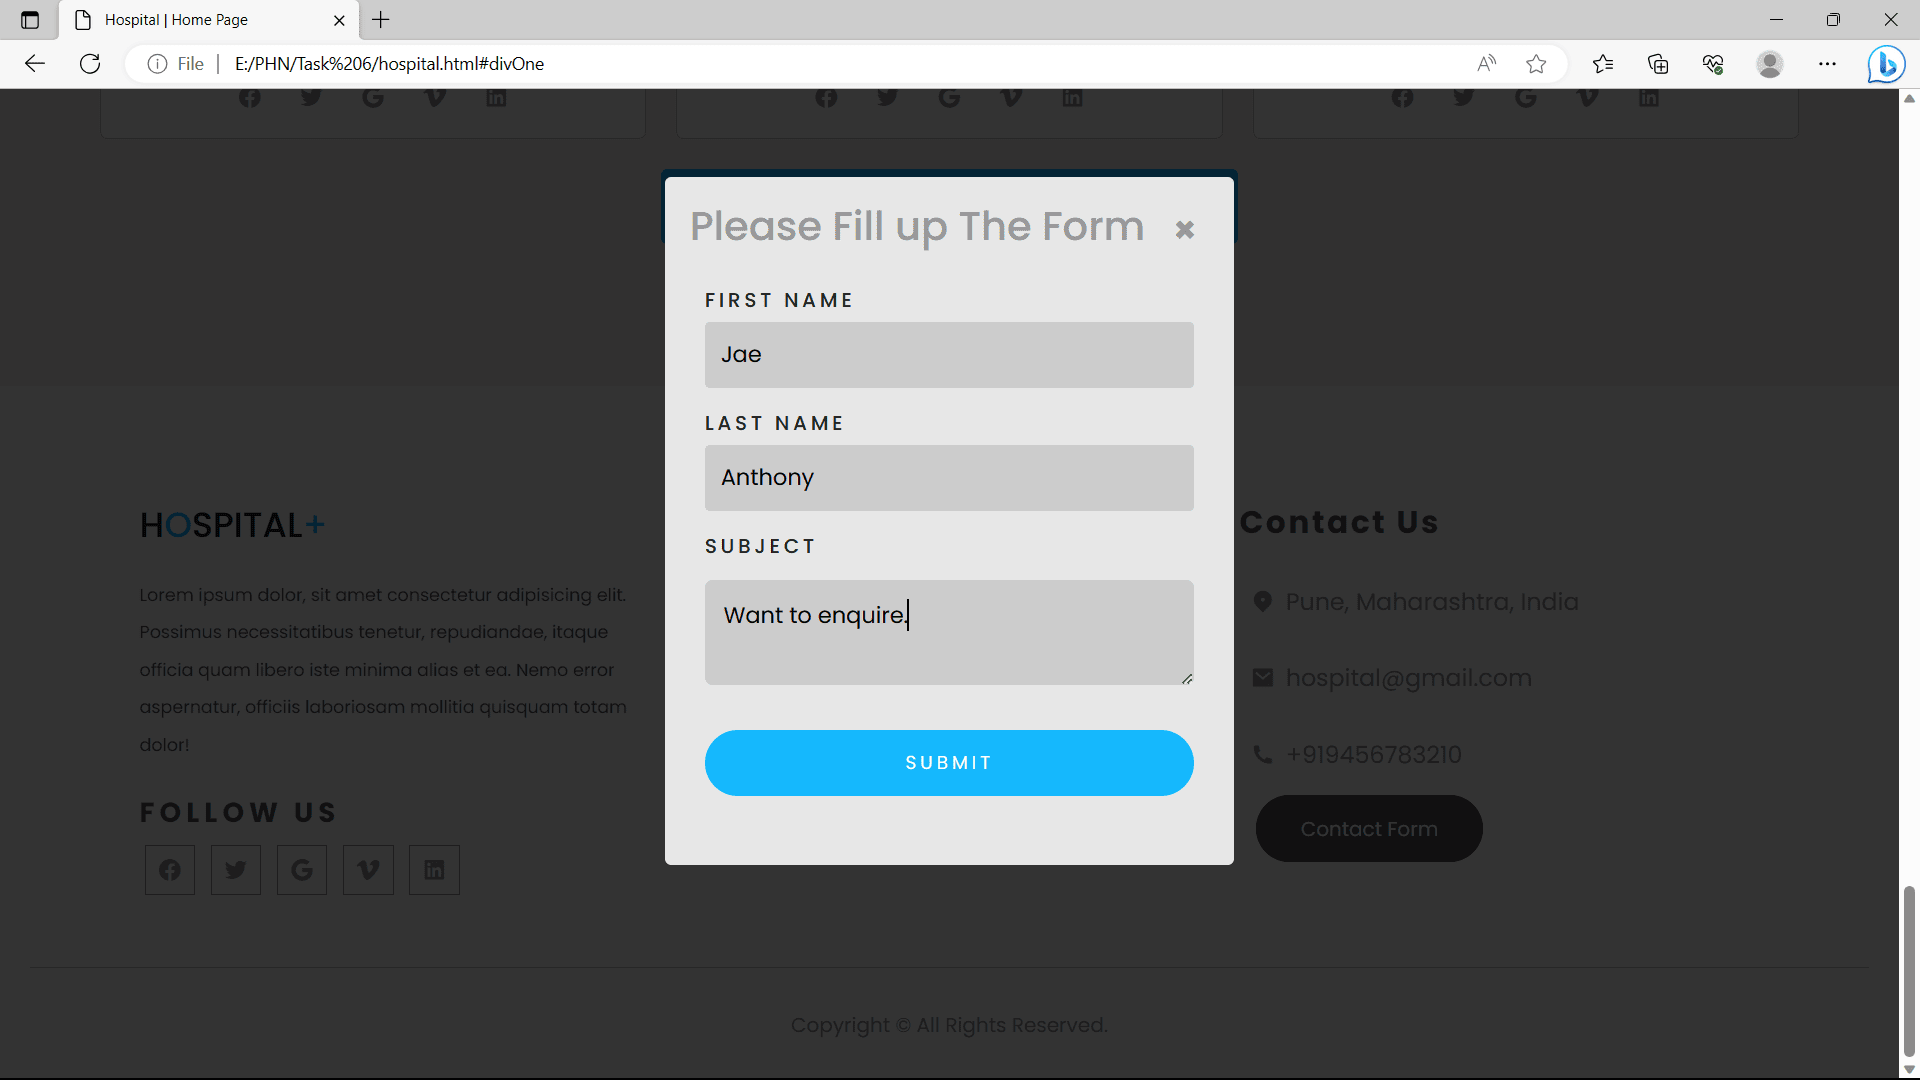 Hospital | Home Page
File
E:/PHN/Task%206/hospital.html#divOne
Please Fill up The Form
FIRST NAME
Jae
LAST NAME
Anthony
SUBJECT
Want to enquire.
SUBMIT
HOSPITAL+
Lorem ipsum dolor, sit amet consectetur adipisicing elit.
Possimus necessitatibus tenetur, repudiandae, itaque
officia quam libero iste minima alias et ea. Nemo error
aspernatur, officiis laboriosam mollitia quisquam totam
dolor!
FOLLOW US
Contact Us
Pune, Maharashtra, India
hospital@gmail.com
+919456783210
Contact Form
Copyright © All Rights Reserved.